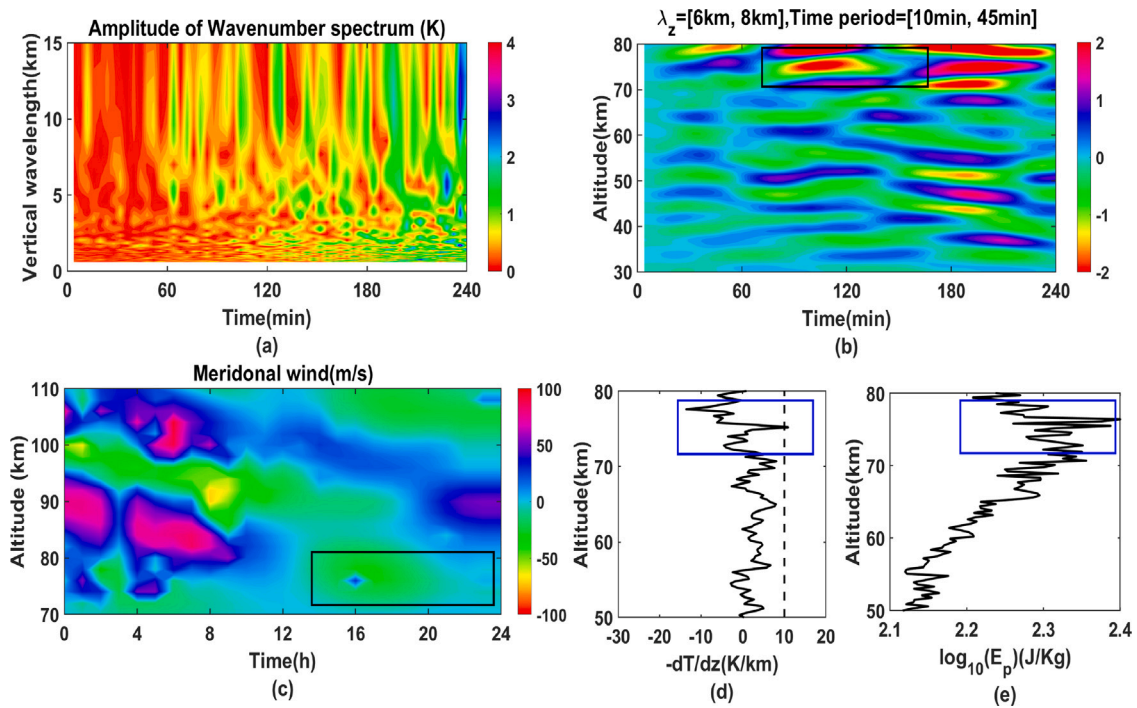 Amplitude of Wavenumber spectrum (K)
Vertical wavelength(km)
15
10
5
0
0 60 120 180 240
Time(min)
4
3
2
1
0
(a)
λz=[6km, 8km],Time period=[10min, 45min]
Altitude(km)
80
70
60
50
40
30
0 60 120 180 240
Time(min)
2
1
0
-1
-2
(b)
Meridonal wind(m/s)
Altitude (km)
110
100
90
80
70
0 4 8 12 16 20 24
Time(h)
100
50
0
-50
-100
(c)
Altitude(km)
80
70
60
50
-30 -20 -10 0 10 20
-dT/dz(K/km)
(d)
Altitude(km)
80
70
60
50
2.1 2.2 2.3 2.4
log10(Ep)(J/Kg)
(e)